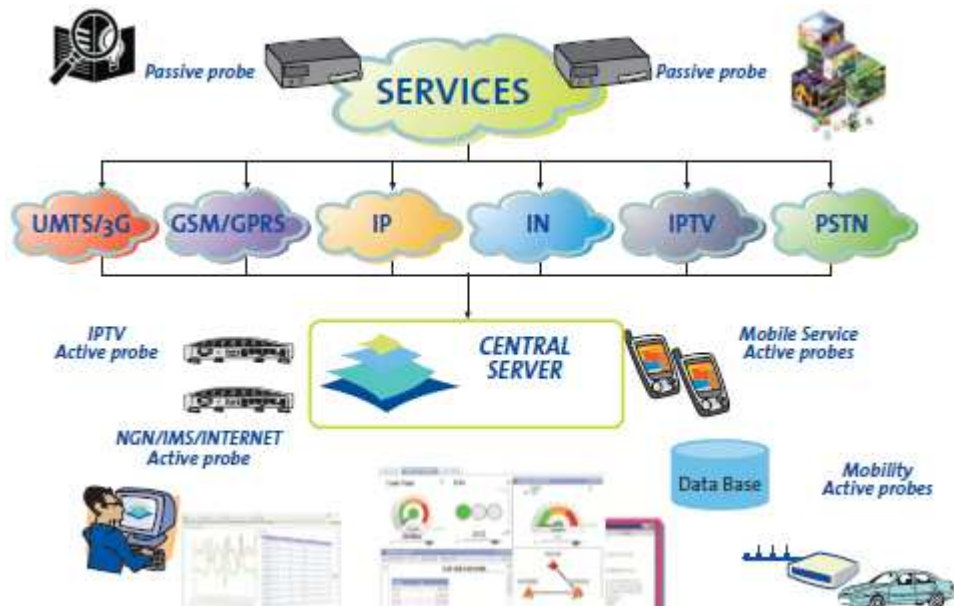 Passive probe
SERVICES
Passive probe
UMTS/3G
GSM/GPRS
IP
IN
IPTV
PSTN
IPTV
Active probe
CENTRAL
SERVER
Mobile Service
Active probes
NGN/IMS/INTERNET
Active probe
Data Base
Mobility
Active probes